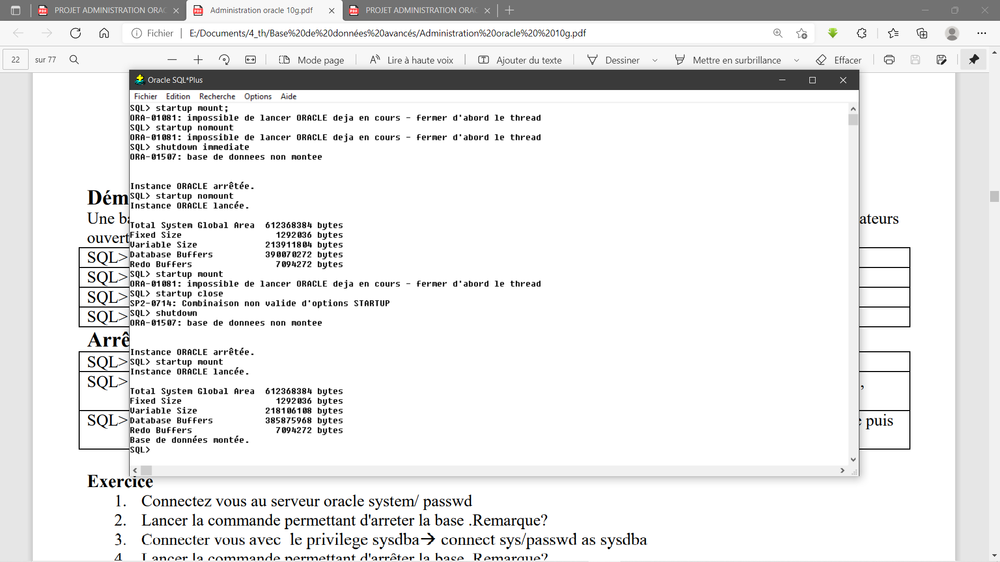 PROJET ADMINISTRATION ORAC
Administration oracle 10g.pdf
PROJET ADMINISTRATION ORAC
Fichier
E:/Documents/4_th/Base%20de%20données%20avancés/Administration%20oracle%20%2010g.pdf
22 sur 77
Mode page
Lire à haute voix
Ajouter du texte
Dessiner
Mettre en surbrillance
Effacer
Oracle SQL*Plus
Fichier Edition Recherche Options Aide
SQL> startup mount;
ORA-01081: impossible de lancer ORACLE deja en cours - fermer d'abord le thread
SQL> startup nomount
ORA-01081: impossible de lancer ORACLE deja en cours - fermer d'abord le thread
SQL> shutdown immediate
ORA-01507: base de donnees non montee
Instance ORACLE arrêtée.
SQL> startup nomount
Instance ORACLE lancée.
Total System Global Area 612368384 bytes
Fixed Size 1292036 bytes
Variable Size 213911804 bytes
Database Buffers 390070272 bytes
Redo Buffers 7094272 bytes
SQL> startup mount
ORA-01081: impossible de lancer ORACLE deja en cours - fermer d'abord le thread
SQL> startup close
SP2-0714: Combinaison non valide d'options STARTUP
SQL> shutdown
ORA-01507: base de donnees non montee
Instance ORACLE arrêtée.
SQL> startup mount
Instance ORACLE lancée.
Total System Global Area 612368384 bytes
Fixed Size 1292036 bytes
Variable Size 218106108 bytes
Database Buffers 385875968 bytes
Redo Buffers 7094272 bytes
Base de données montée.
SQL>
Dém
Une ba
ateurs
ouvert
SQL>
SQL>
SQL>
SQL>
Arrê
SQL>
SQL>
,
SQL>
puis
Exercice
1. Connectez vous au serveur oracle system/ passwd
2. Lancer la commande permettant d'arreter la base .Remarque?
3. Connecter vous avec le privilege sysdba→ connect sys/passwd as sysdba
4. Lancer la commande permettant d'arrêter la base Remarque?